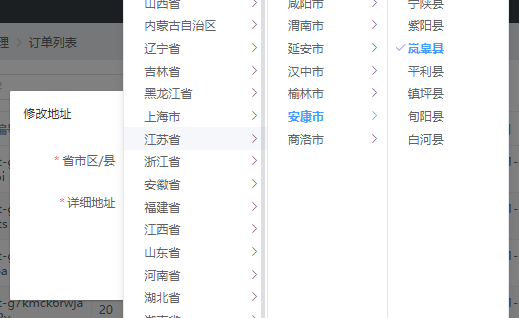 理 > 订单列表
修改地址
* 省市区/县
* 详细地址
山西省
内蒙古自治区
辽宁省
吉林省
黑龙江省
上海市
江苏省
浙江省
安徽省
福建省
江西省
山东省
河南省
湖北省
咸阳市
渭南市
延安市
汉中市
榆林市
安康市
商洛市
宁陕县
紫阳县
岚皋县
平利县
镇坪县
旬阳县
白河县
t-g7kmck6rwja
20